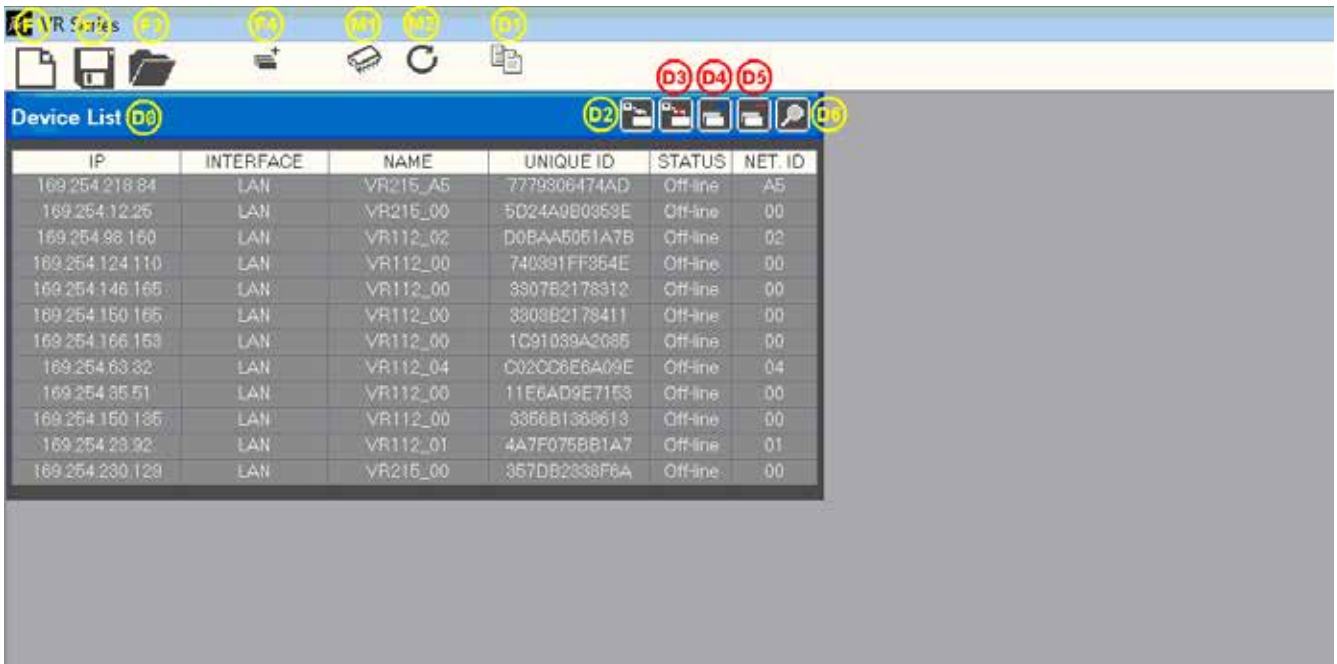 VR Series
F4 M1 M2 D1
D3 D4 D5
Device List D0 D2 D6
IP INTERFACE NAME UNIQUE ID STATUS NET. ID
169.254.218.84 LAN VR215_A5 7779306474AD Off-line A5
169.254.12.25 LAN VR215_00 5D24A9B0353E Off-line 00
169.254.98.160 LAN VR112_02 D0BAA5051A7B Off-line 02
169.254.124.110 LAN VR112_00 740391FF354E Off-line 00
169.254.146.165 LAN VR112_00 3307B2178312 Off-line 00
169.254.150.165 LAN VR112_00 3303B2178411 Off-line 00
169.254.166.153 LAN VR112_00 1C91039A2085 Off-line 00
169.254.63.32 LAN VR112_04 C02CC6E6A09E Off-line 04
169.254.35.51 LAN VR112_00 11E6AD9E7153 Off-line 00
169.254.150.135 LAN VR112_00 3356B1368613 Off-line 00
169.254.23.92 LAN VR112_01 4A7F075BB1A7 Off-line 01
169.254.230.129 LAN VR215_00 357DB2338F6A Off-line 00